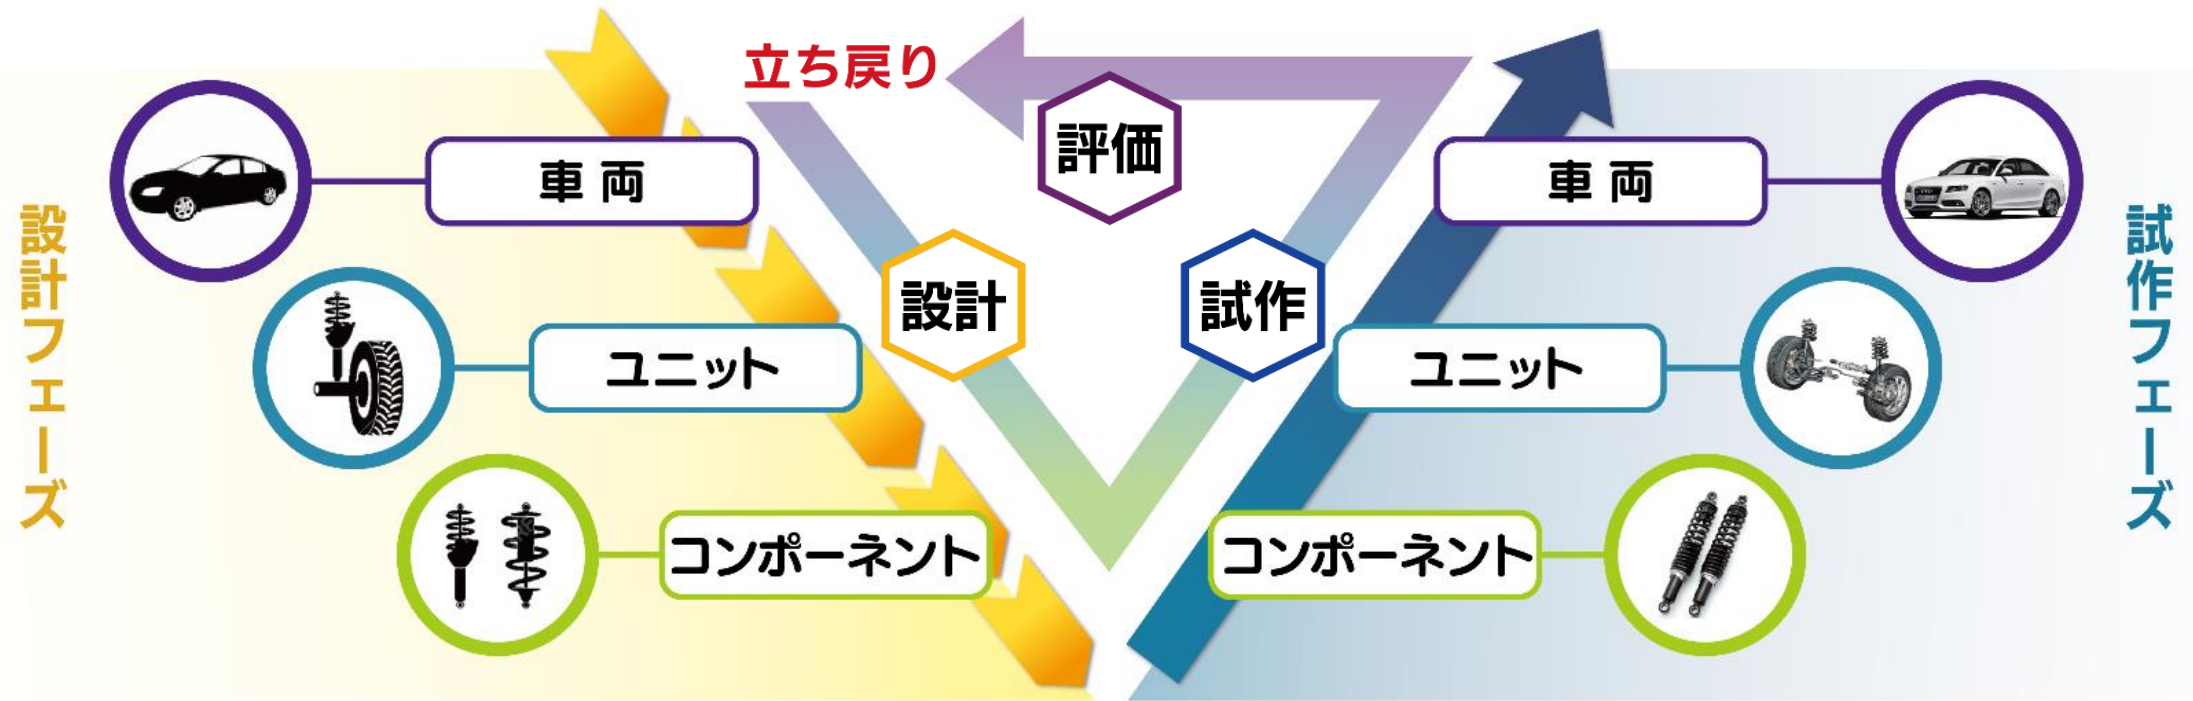 立ち戻り
評価
車両
車両
設計フェーズ
試作フェーズ
設計
試作
ユニット
ユニット
コンポーネント
コンポーネント